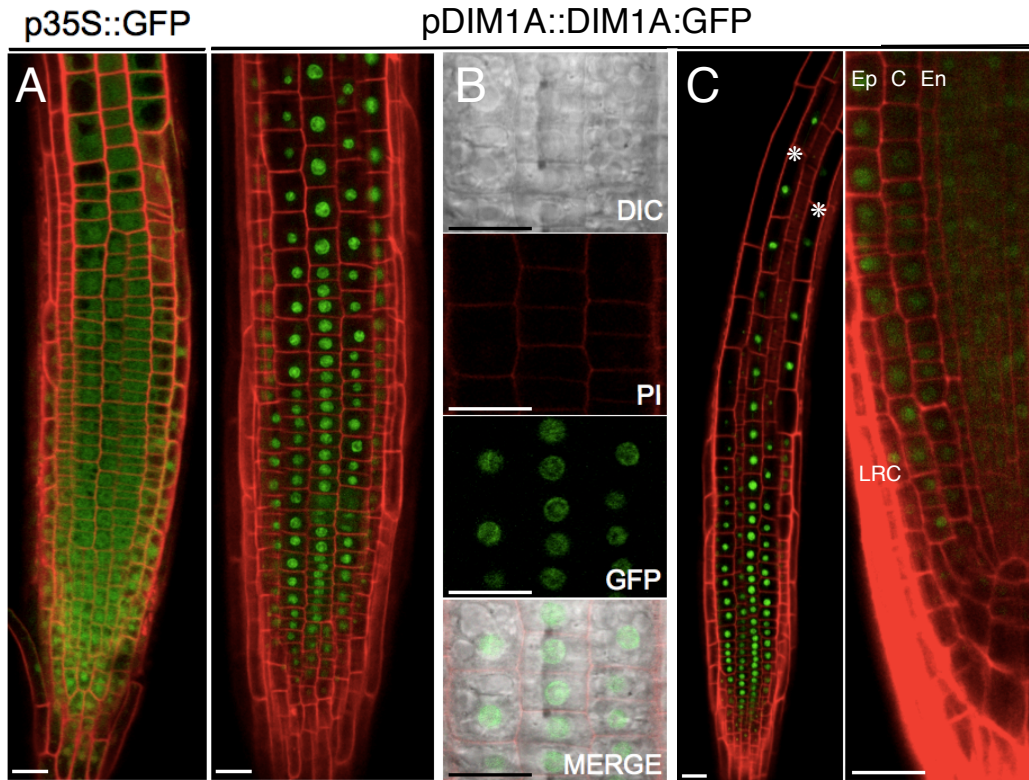 p35S::GFP
pDIM1A::DIM1A:GFP
A
B
C
Ep C En
DIC
PI
LRC
GFP
MERGE